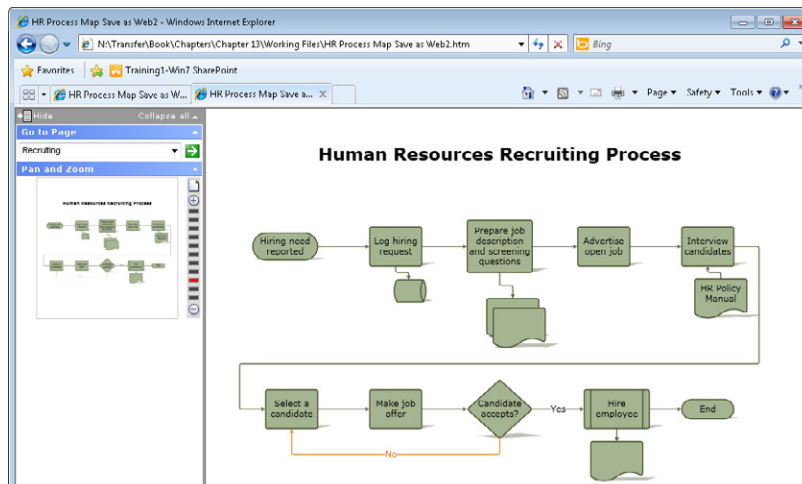 HR Process Map Save as Web2 - Windows Internet Explorer
N:\Transfer\Book\Chapters\Chapter 13\Working Files\HR Process Map Save as Web2.htm
Bing
Favorites
Training1-Win7 SharePoint
HR Process Map Save as W...
HR Process Map Save a...
X
Page
Safety
Tools
Hide
Collapse all
Go to Page
Recruiting
Pan and Zoom
Human Resources Recruiting Process
Human Resources Recruiting Process
Hiring need
reported
Log hiring
request
Prepare job
description
and screening
questions
Advertise
open job
Interview
candidates
HR Policy
Manual
Select a
candidate
Make job
offer
Candidate
accepts?
Yes
Hire
employee
End
No